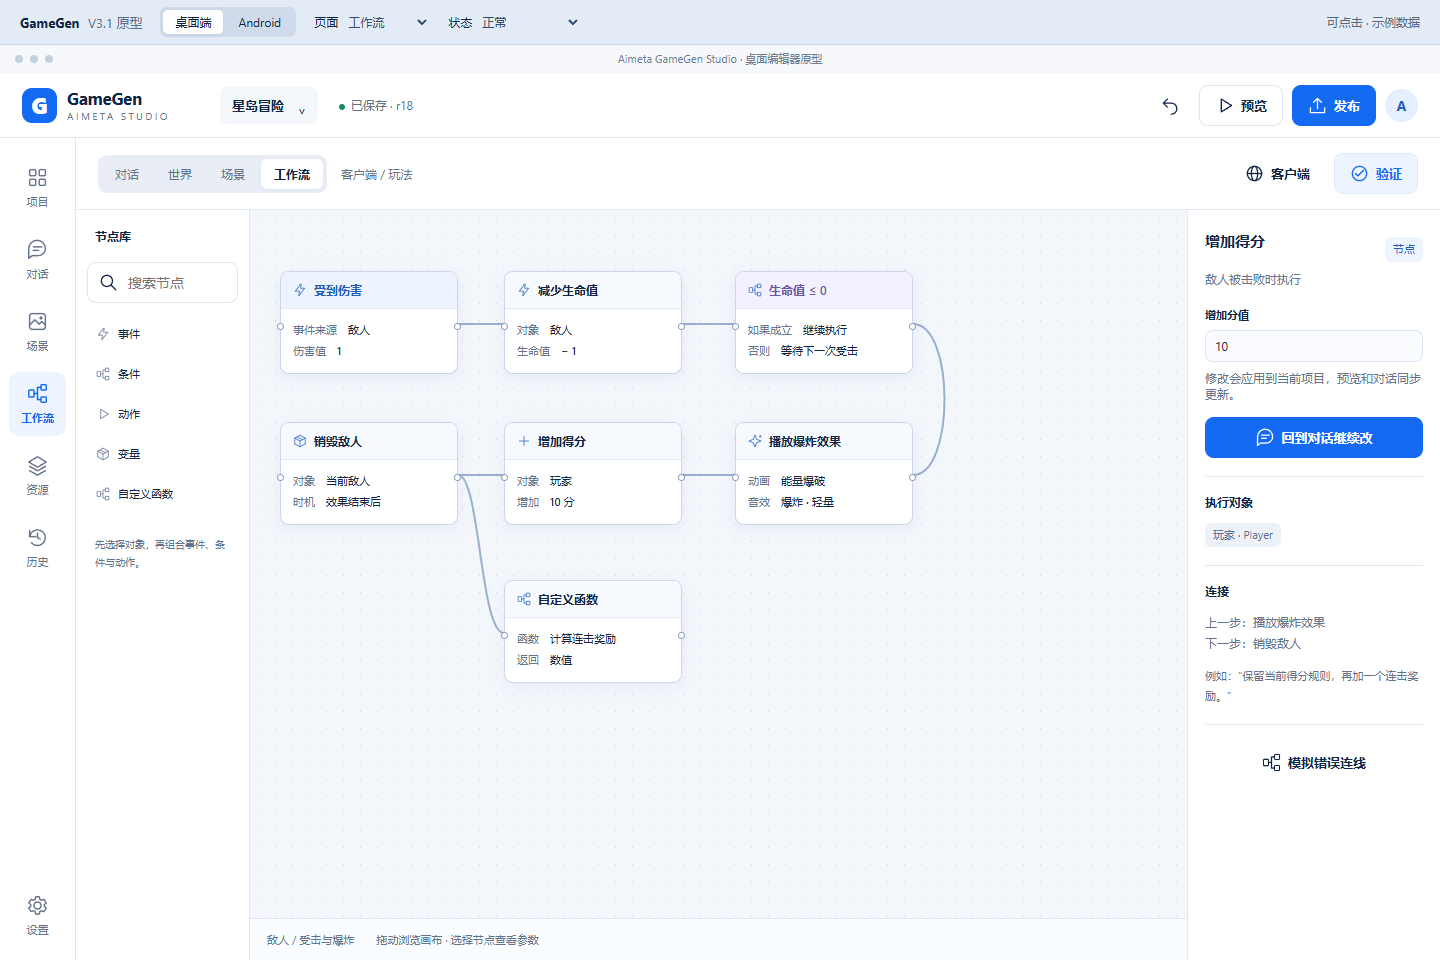 GameGen V3.1 原型 桌面端 Android 页面 工作流 状态 正常 可点击 · 示例数据
Aimeta GameGen Studio · 桌面编辑器原型
G GameGen
AIMETA STUDIO
星岛冒险 已保存 · r18 预览 发布 A
对话 世界 场景 工作流 客户端 / 玩法 客户端 验证
项目
对话
场景
工作流
资源
历史
设置
节点库
搜索节点
事件
条件
动作
变量
自定义函数
先选择对象，再组合事件、条
件与动作。
受到伤害
事件来源 敌人
伤害值 1
减少生命值
对象 敌人
生命值 − 1
生命值 ≤ 0
如果成立 继续执行
否则 等待下一次受击
销毁敌人
对象 当前敌人
时机 效果结束后
增加得分
对象 玩家
增加 10 分
播放爆炸效果
动画 能量爆破
音效 爆炸 · 轻量
自定义函数
函数 计算连击奖励
返回 数值
敌人 / 受击与爆炸 拖动浏览画布 · 选择节点查看参数
增加得分 节点
敌人被击败时执行
增加分值
10
修改会应用到当前项目，预览和对话同步
更新。
回到对话继续改
执行对象
玩家 · Player
连接
上一步：播放爆炸效果
下一步：销毁敌人
例如：“保留当前得分规则，再加一个连击奖
励。”
模拟错误连线